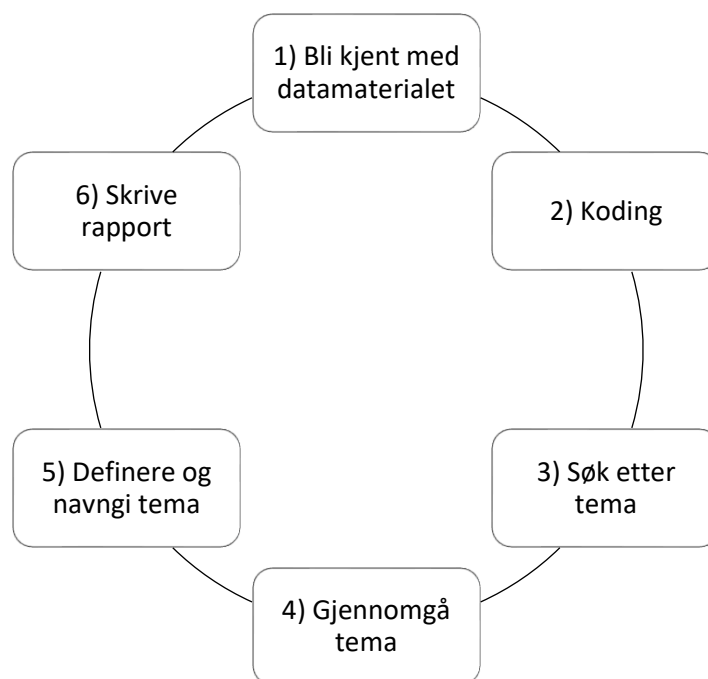 1) Bli kjent med
datamaterialet
2) Koding
3) Søk etter
tema
4) Gjennomgå
tema
5) Definere og
navngi tema
6) Skrive
rapport